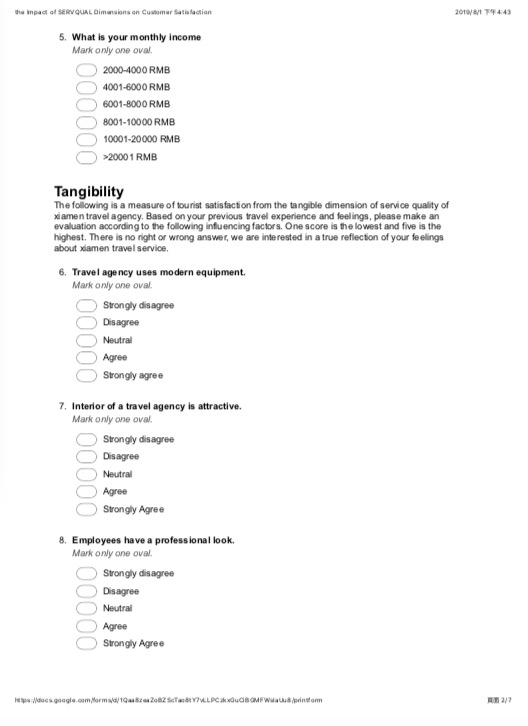 the Impact of SERVQUAL Dimensions on Customer Satisfaction
2019/8/1 下午4:43
5. What is your monthly income
Mark only one oval.
2000-4000 RMB
4001-6000 RMB
6001-8000 RMB
8001-10000 RMB
10001-20000 RMB
>20001 RMB
Tangibility
The following is a measure of tourist satisfaction from the tangible dimension of service quality of
xiamen travel agency. Based on your previous travel experience and feelings, please make an
evaluation according to the following influencing factors. One score is the lowest and five is the
highest. There is no right or wrong answer, we are interested in a true reflection of your feelings
about xiamen travel service.
6. Travel agency uses modern equipment.
Mark only one oval.
Strongly disagree
Disagree
Neutral
Agree
Strongly agree
7. Interior of a travel agency is attractive.
Mark only one oval.
Strongly disagree
Disagree
Neutral
Agree
Strongly Agree
8. Employees have a professional look.
Mark only one oval.
Strongly disagree
Disagree
Neutral
Agree
Strongly Agree
頁面 2/7